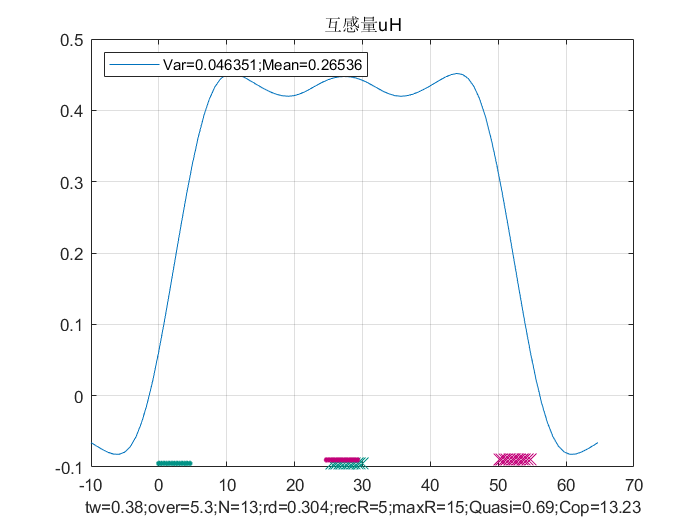 互感量uH
0.5
Var=0.046351;Mean=0.26536
0.4
0.3
0.2
0.1
0
-0.1
-10 0 10 20 30 40 50 60 70
tw=0.38;over=5.3;N=13;rd=0.304;recR=5;maxR=15;Quasi=0.69;Cop=13.23